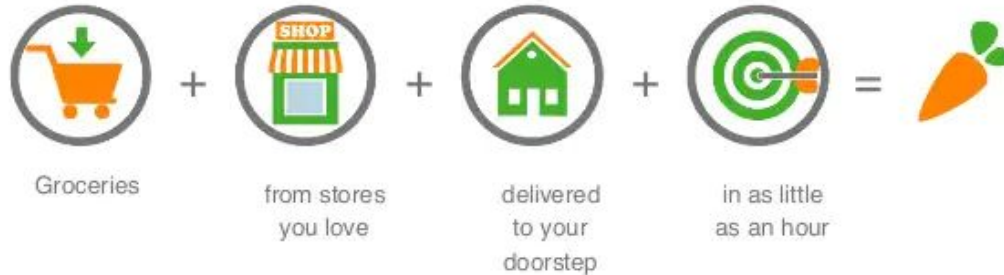 SHOP
+ + + =
Groceries
from stores
you love
delivered
to your
doorstep
in as little
as an hour